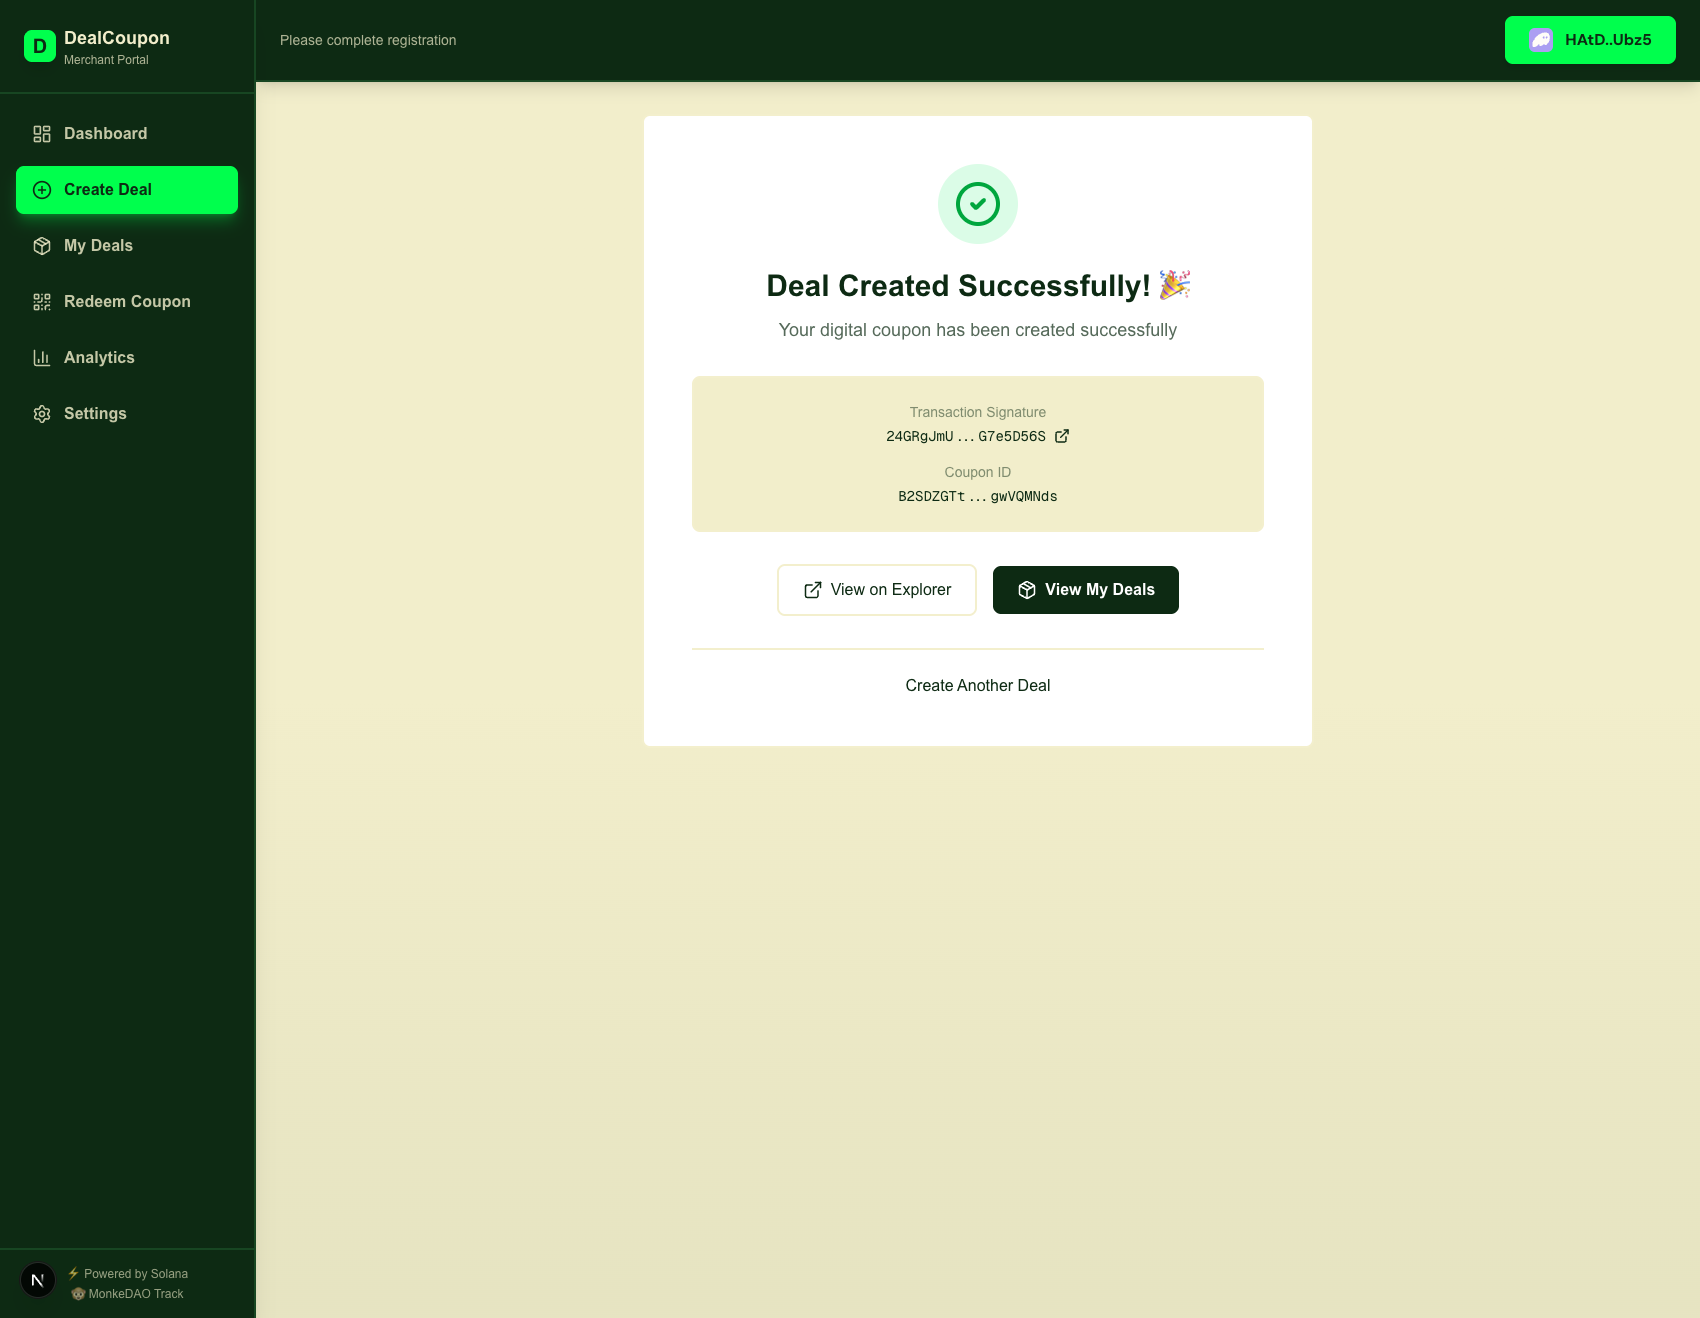 D
DealCoupon
Merchant Portal
Dashboard
Create Deal
My Deals
Redeem Coupon
Analytics
Settings
N
⚡ Powered by Solana
🐵 MonkeDAO Track
Please complete registration
HAtD..Ubz5
Deal Created Successfully! 🎉
Your digital coupon has been created successfully
Transaction Signature
24GRgJmU...G7e5D56S
Coupon ID
B2SDZGTt...gwVQMNds
View on Explorer
View My Deals
Create Another Deal